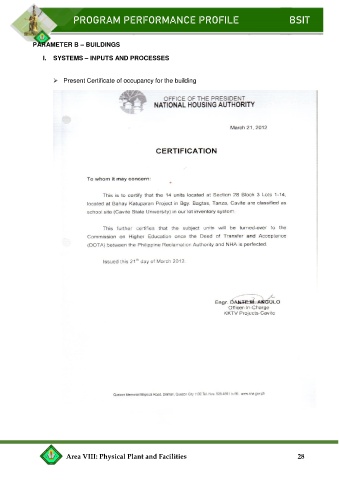 PROGRAM PERFORMANCE PROFILE BSIT
PARAMETER B – BUILDINGS
I. SYSTEMS – INPUTS AND PROCESSES
➢ Present Certificate of occupancy for the building
OFFICE OF THE PRESIDENT
NATIONAL HOUSING AUTHORITY
March 21, 2012
CERTIFICATION
To whom it may concern:
This is to certify that the 14 units located at Section 28 Block 3 Lots 1-14,
located at Bahay Katuparan Project in Bgy. Bagtas, Tanza, Cavite are classified as
school site (Cavite State University) in our lot inventory system.
This further certifies that the subject units will be turned-over to the
Commission on Higher Education once the Deed of Transfer and Acceptance
(DOTA) between the Philippine Reclamation Authority and NHA is perfected.
Issued this 21st day of March 2012.
Engr. DANTE M. ANGULO
Officer-in Charge
KKTV Projects Cavite
Area VIII: Physical Plant and Facilities 28